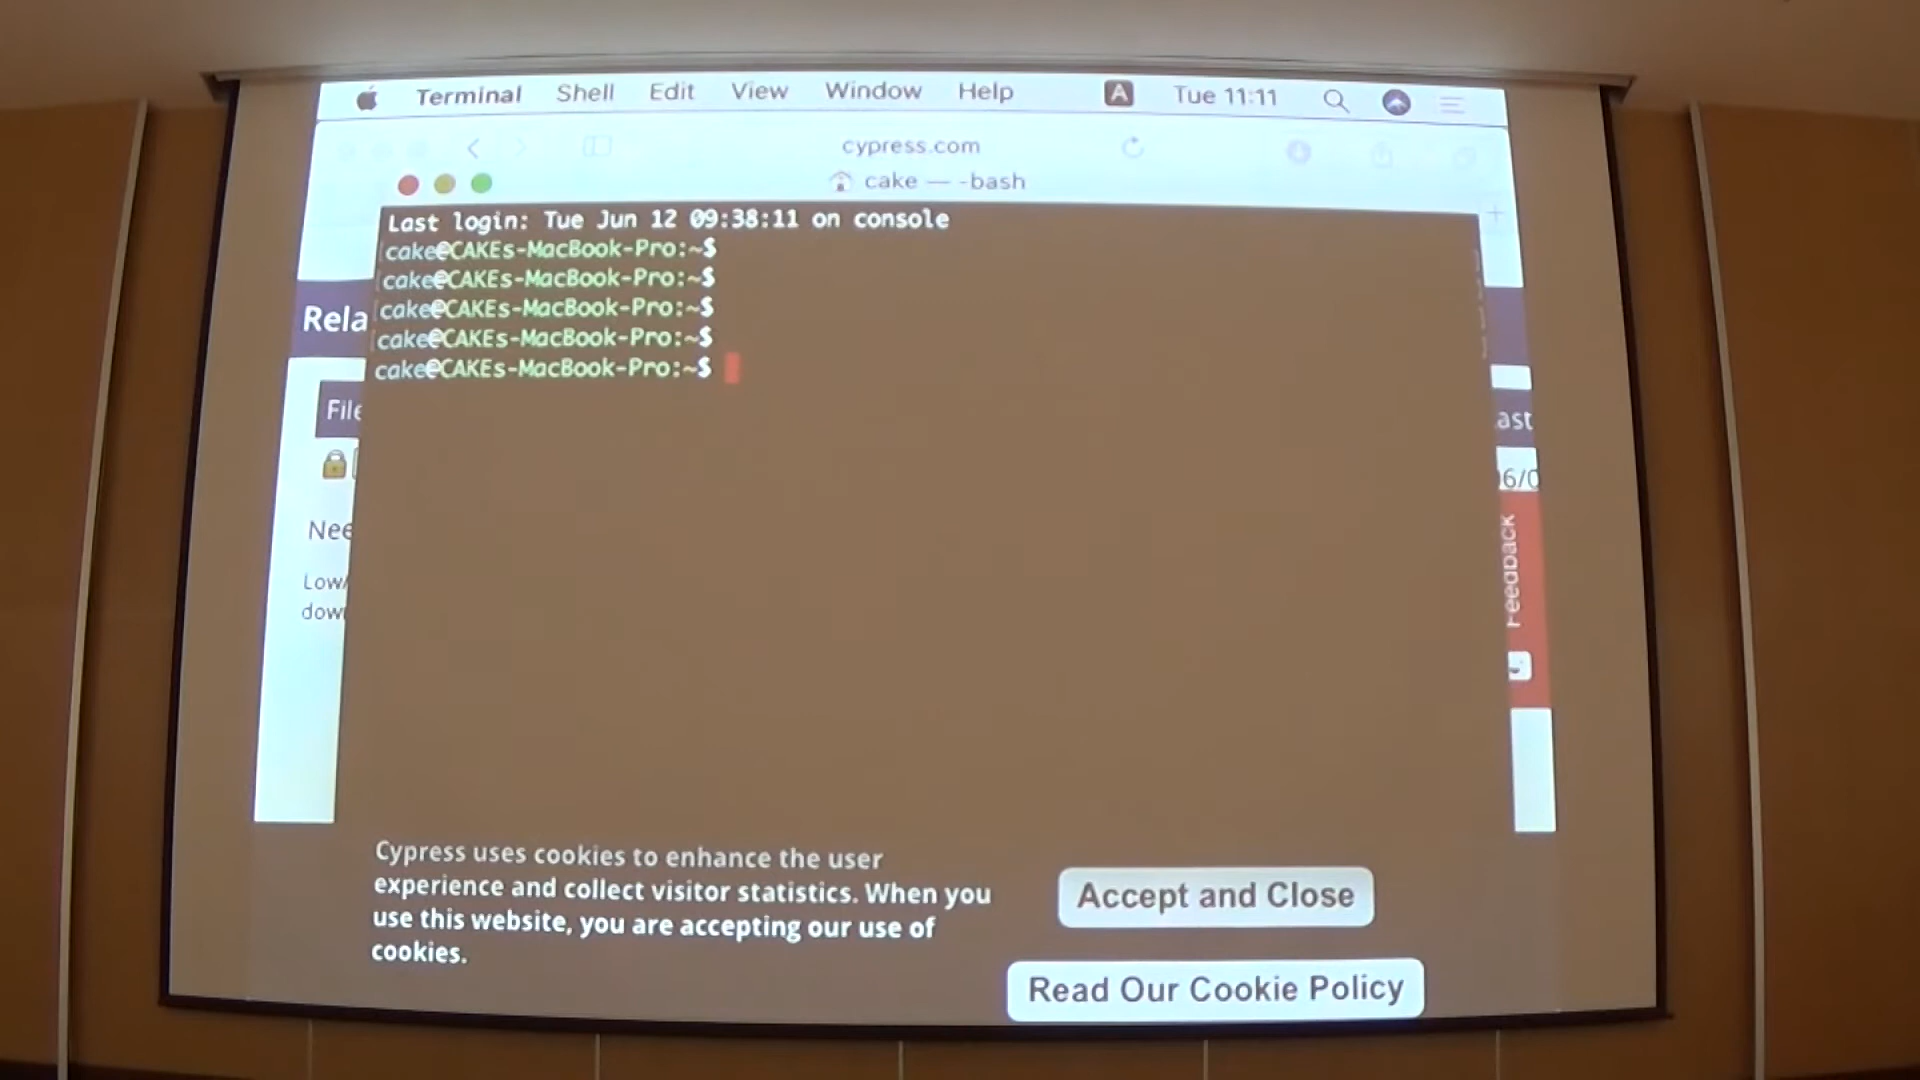 Terminal Shell Edit View Window Help A Tue 11:11
cypress.com
cake — -bash
Last login: Tue Jun 12 09:38:11 on console
cake@CAKEs-MacBook-Pro:~$
cake@CAKEs-MacBook-Pro:~$
cake@CAKEs-MacBook-Pro:~$
cake@CAKEs-MacBook-Pro:~$
cake@CAKEs-MacBook-Pro:~$
Rela
File
ast
06/0
Nee
Low/
down
Feedback
Cypress uses cookies to enhance the user
experience and collect visitor statistics. When you
use this website, you are accepting our use of
cookies.
Accept and Close
Read Our Cookie Policy